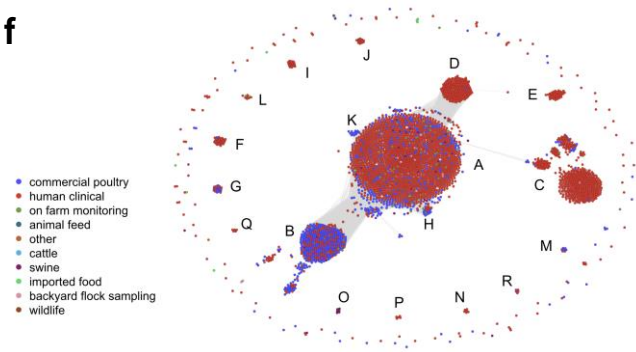 f
J
D
I
L
E
K
F
A
G
C
Q
B
H
M
R
O
P
N
commercial poultry
human clinical
on farm monitoring
animal feed
other
cattle
swine
imported food
backyard flock sampling
wildlife